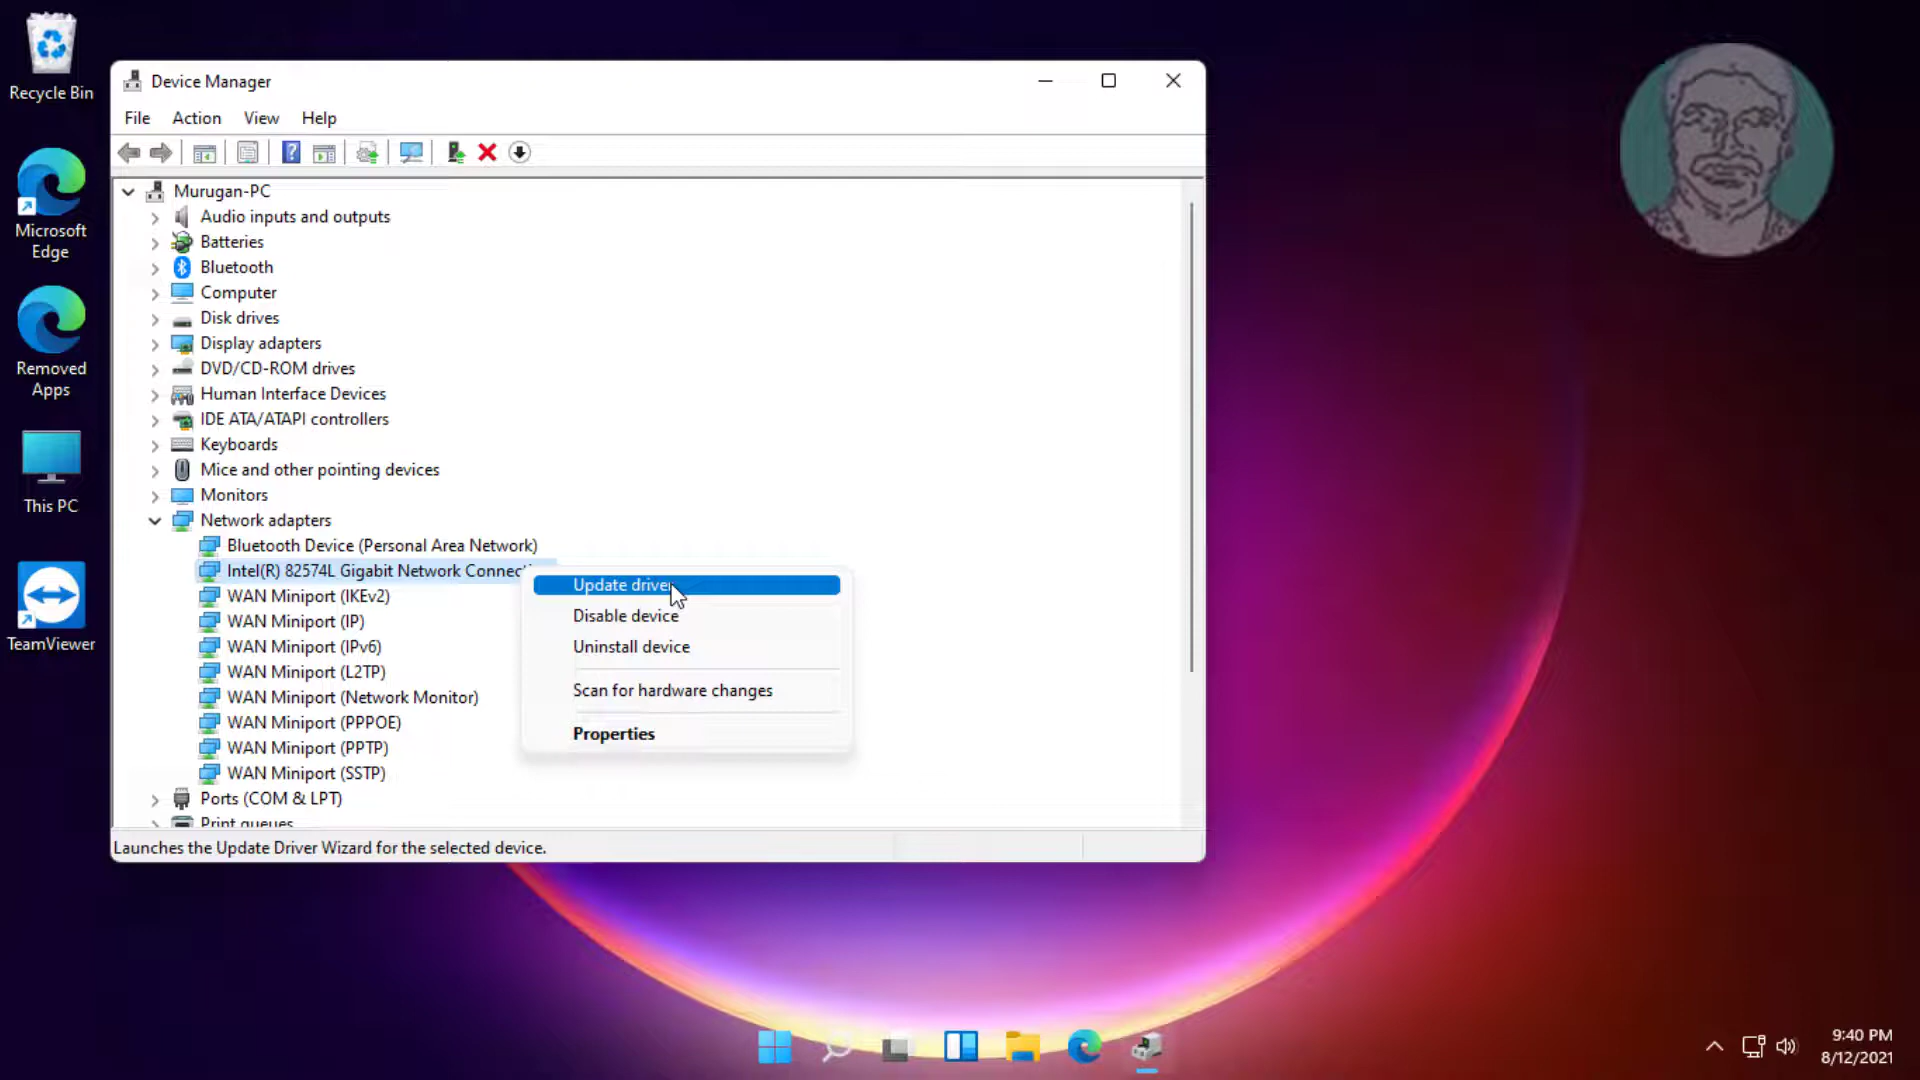 Recycle Bin
Microsoft
Edge
Removed
Apps
This PC
TeamViewer
Device Manager
File Action View Help
Murugan-PC
Audio inputs and outputs
Batteries
Bluetooth
Computer
Disk drives
Display adapters
DVD/CD-ROM drives
Human Interface Devices
IDE ATA/ATAPI controllers
Keyboards
Mice and other pointing devices
Monitors
Network adapters
Bluetooth Device (Personal Area Network)
Intel(R) 82574L Gigabit Network
WAN Miniport (IKEv2)
WAN Miniport (IP)
WAN Miniport (IPv6)
WAN Miniport (L2TP)
WAN Miniport (Network Monitor)
WAN Miniport (PPPOE)
WAN Miniport (PPTP)
WAN Miniport (SSTP)
Ports (COM & LPT)
Print queues
Update driver
Disable device
Uninstall device
Scan for hardware changes
Properties
Launches the Update Driver Wizard for the selected device.
9:40 PM
8/12/2021